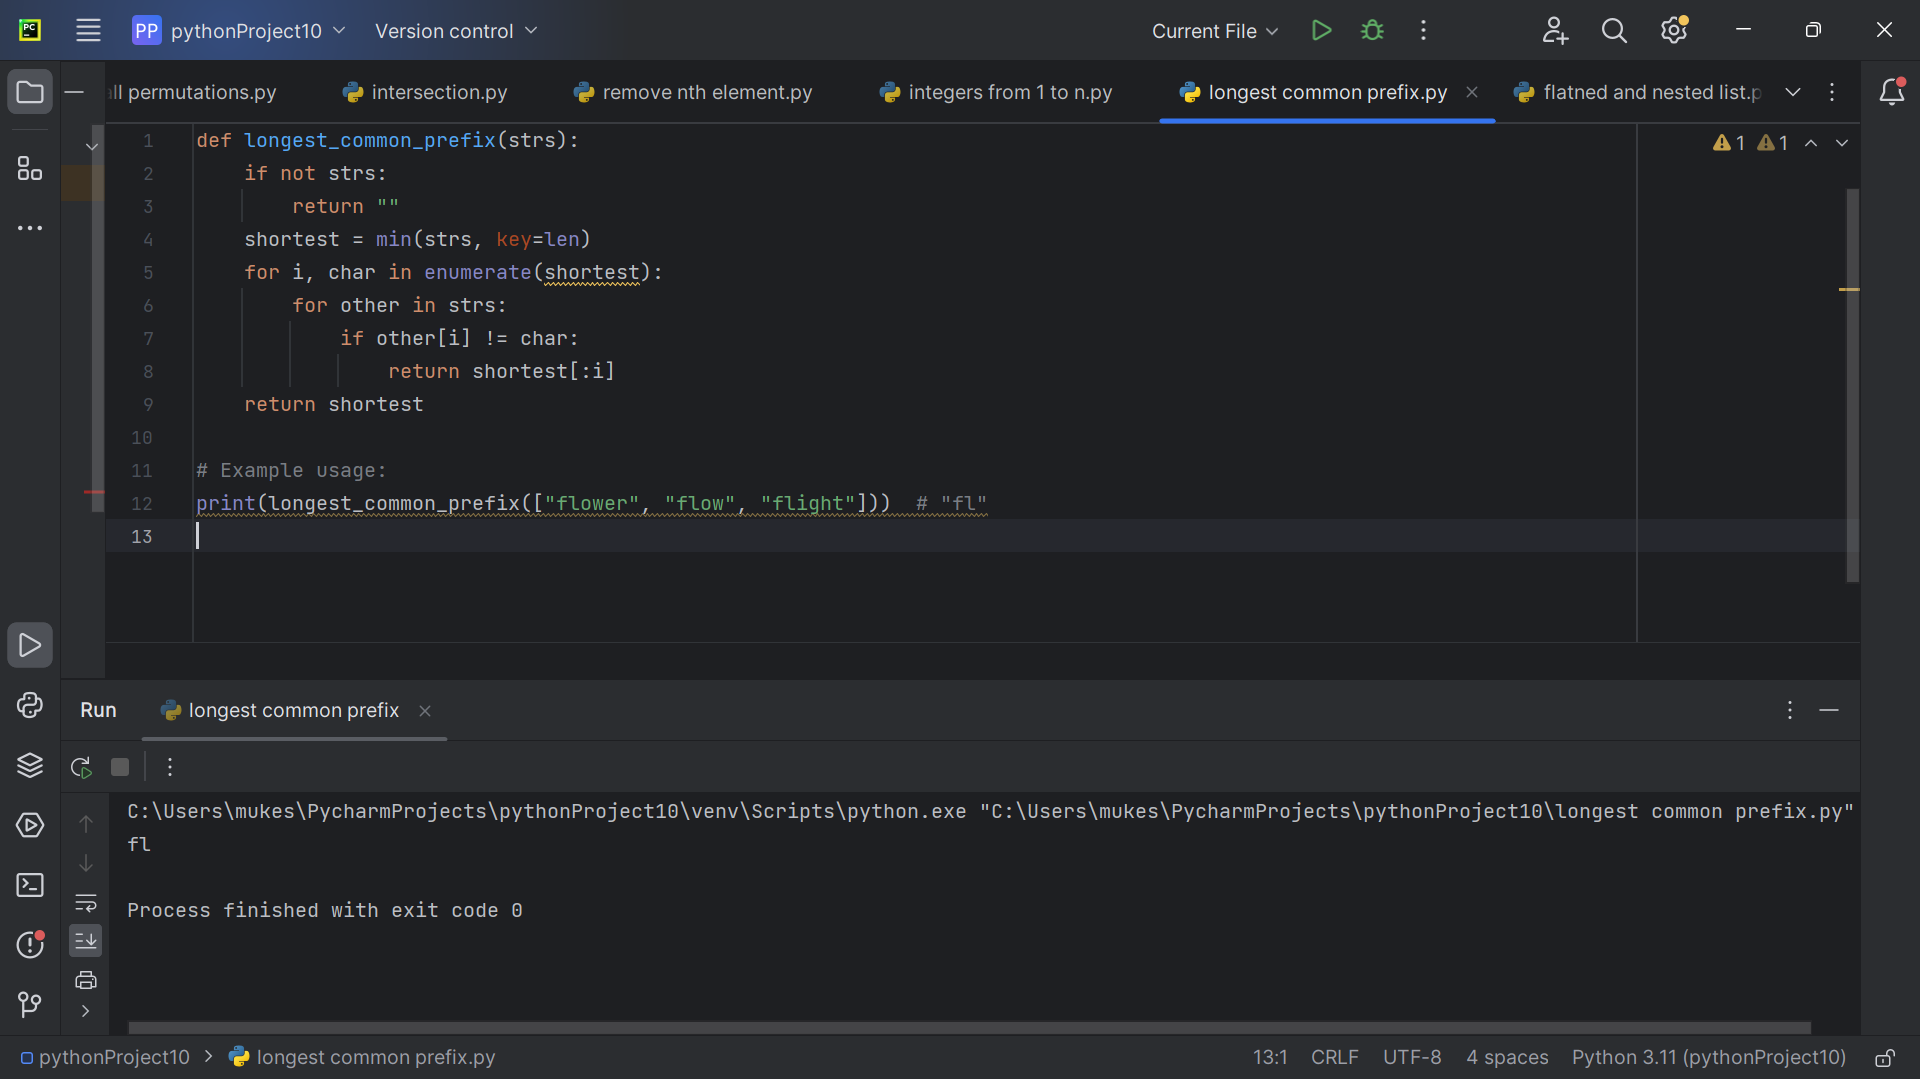 PC
PP pythonProject10 Version control Current File
ll permutations.py intersection.py remove nth element.py integers from 1 to n.py longest common prefix.py flatned and nested list.p
1 def longest_common_prefix(strs):
2 if not strs:
3 return ""
4 shortest = min(strs, key=len)
5 for i, char in enumerate(shortest):
6 for other in strs:
7 if other[i] != char:
8 return shortest[:i]
9 return shortest
10
11 # Example usage:
12 print(longest_common_prefix(["flower", "flow", "flight"]))  # "fl"
13
1 1
Run longest common prefix
C:\Users\mukes\PycharmProjects\pythonProject10\venv\Scripts\python.exe "C:\Users\mukes\PycharmProjects\pythonProject10\longest common prefix.py"
fl
Process finished with exit code 0
pythonProject10 > longest common prefix.py 13:1 CRLF UTF-8 4 spaces Python 3.11 (pythonProject10)